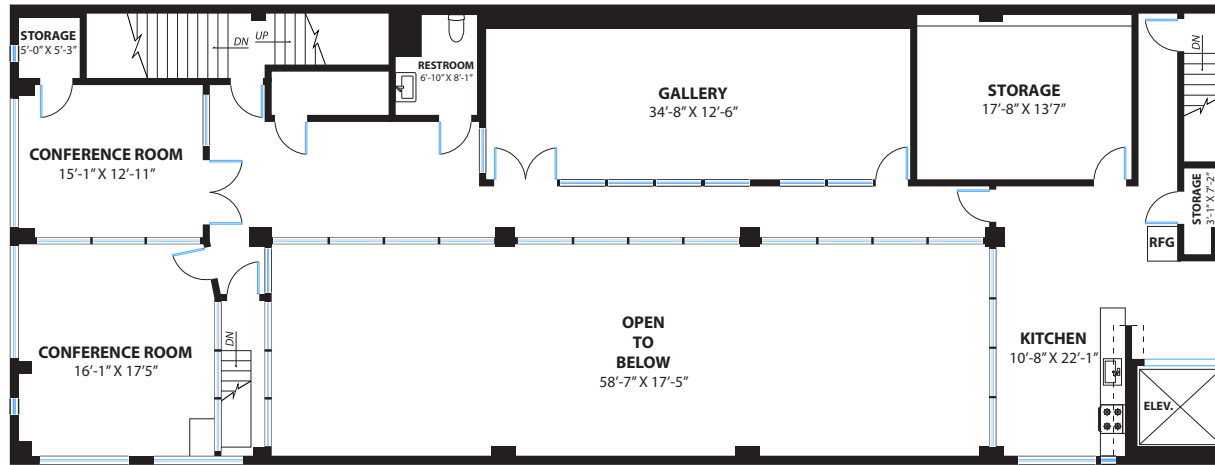 STORAGE
5'-0" X 5'-3"
DN
UP
RESTROOM
6'-10" X 8'-1"
GALLERY
34'-8" X 12'-6"
STORAGE
17'-8" X 13'7"
DN
CONFERENCE ROOM
15'-1" X 12'-11"
STORAGE
3'-1" X 7'-2"
RFG
OPEN
TO
BELOW
58'-7" X 17'-5"
DN
CONFERENCE ROOM
16'-1" X 17'5"
KITCHEN
10'-8" X 22'-1"
ELEV.